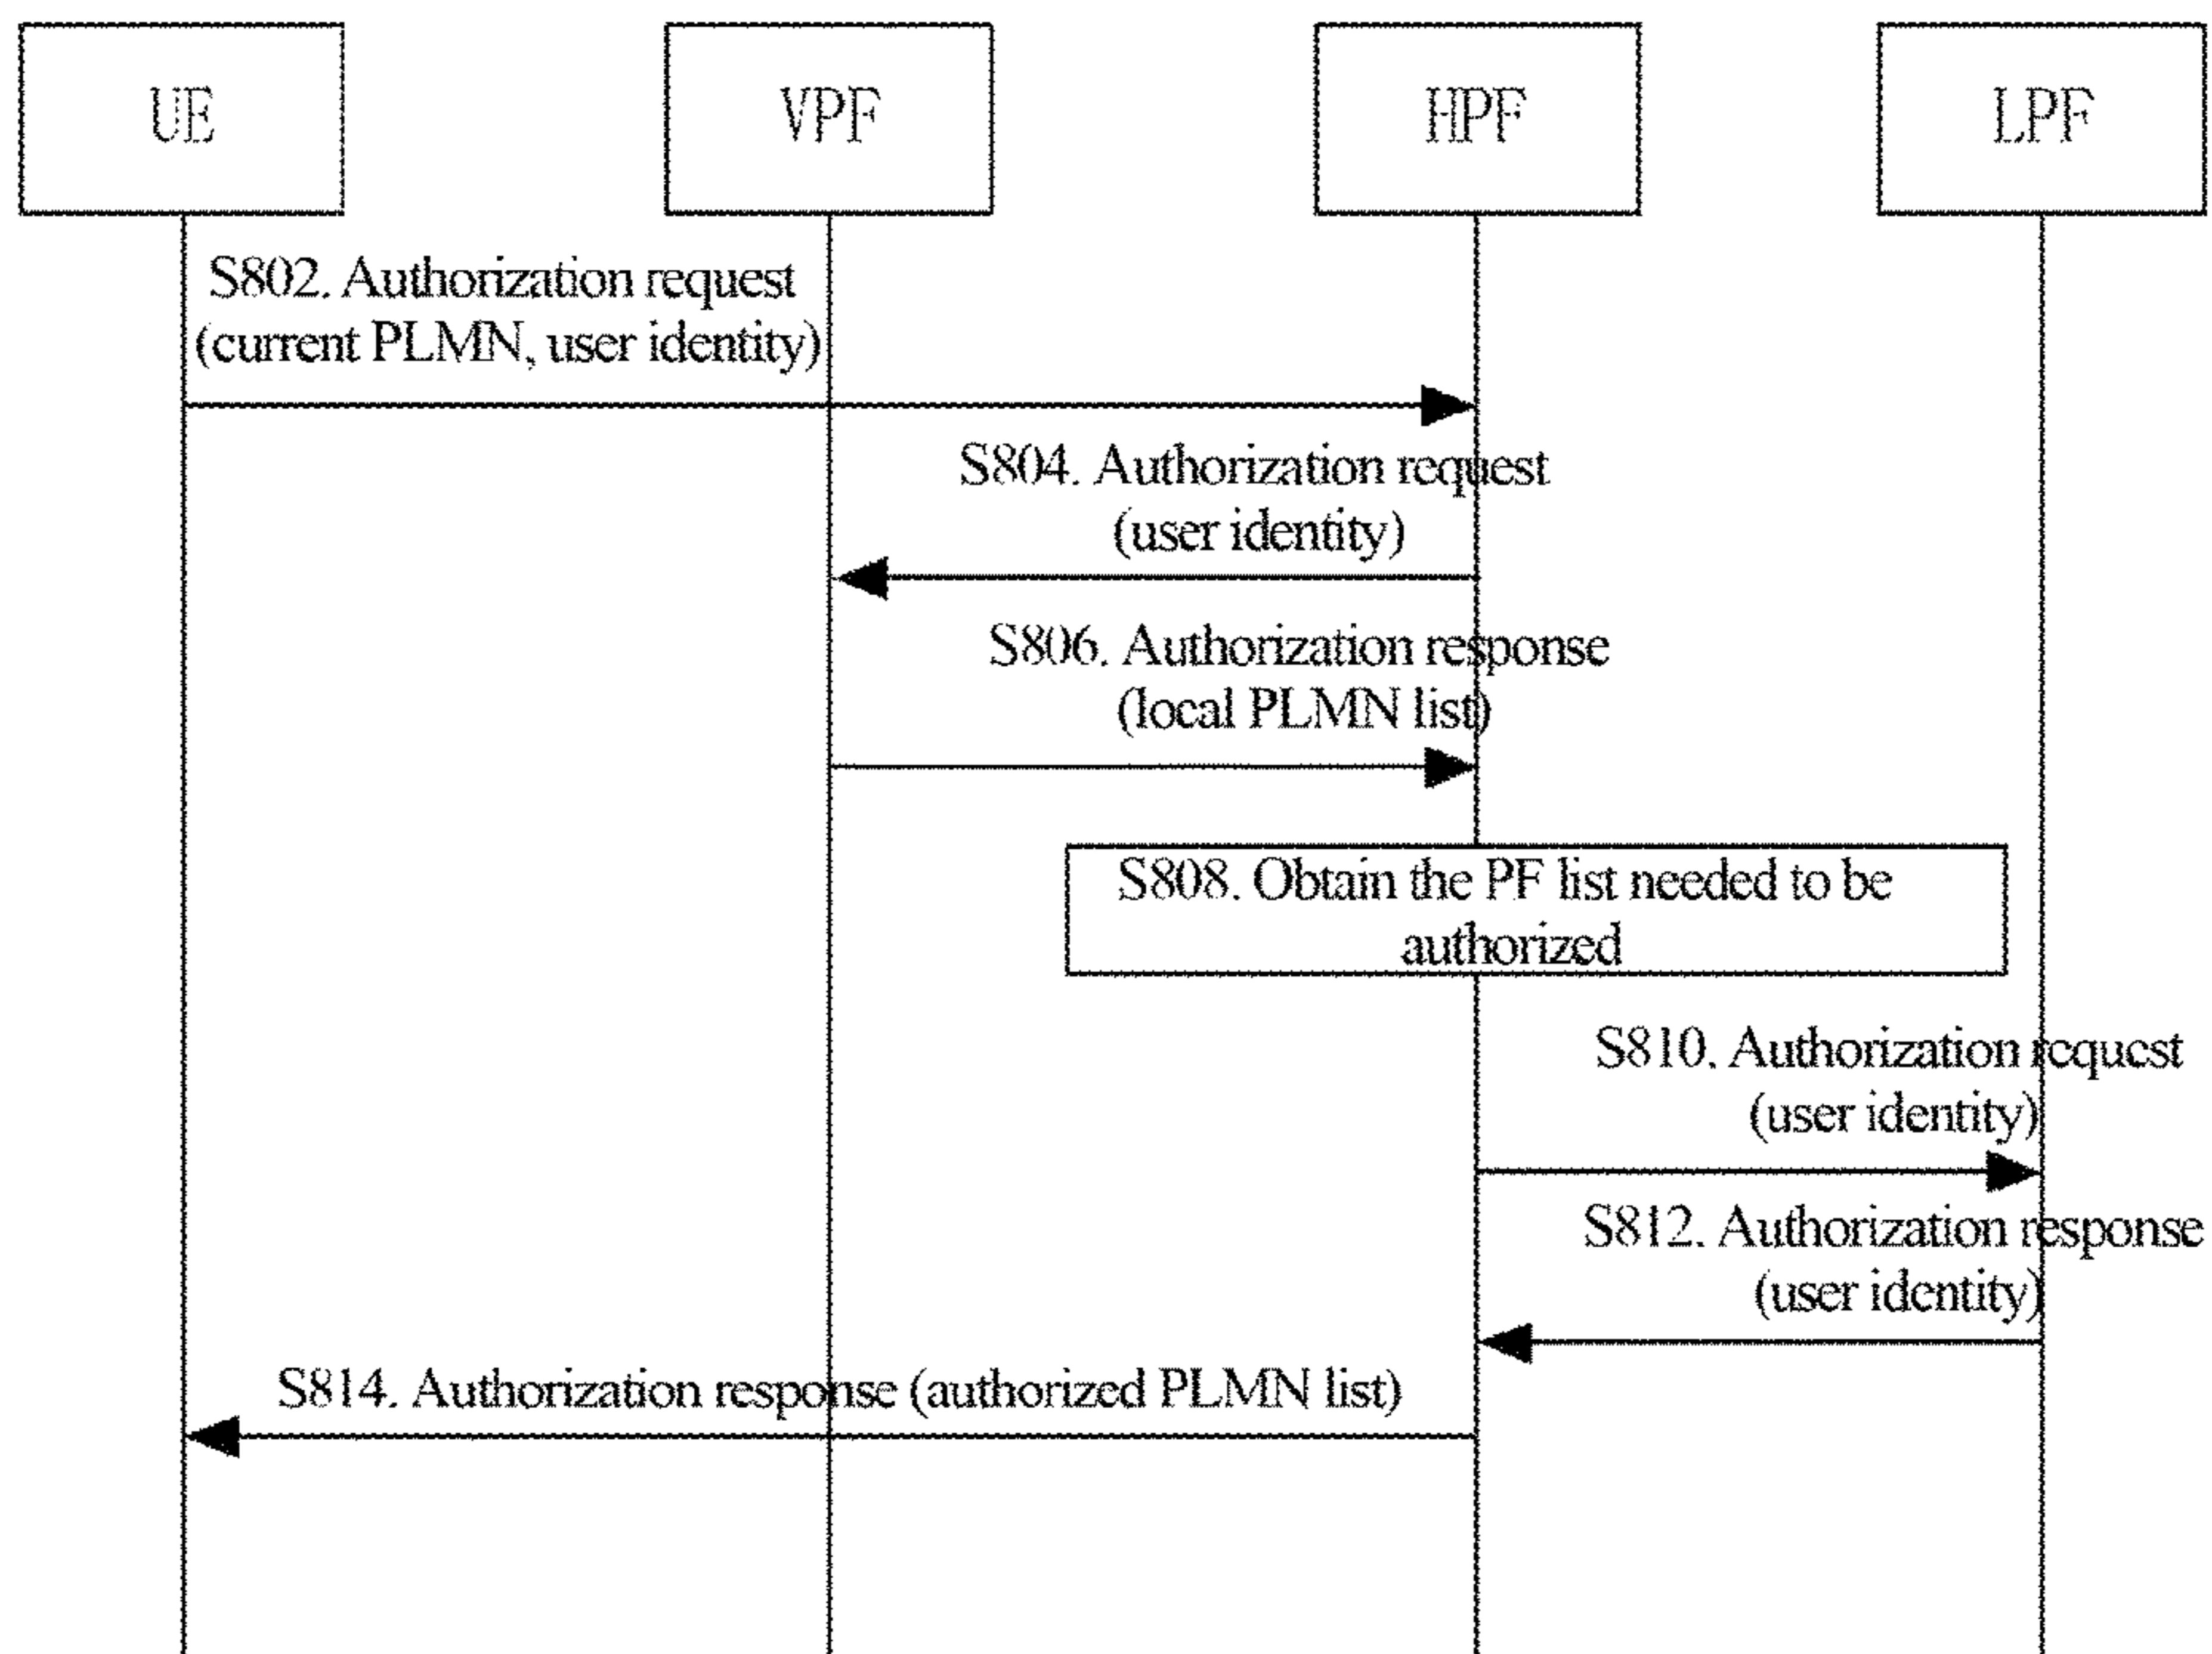 UE
VPF
HPF
LPF
S802. Authorization request
(current PLMN, user identity)
S804. Authorization request
(user identity)
S806. Authorization response
(local PLMN list)
S808. Obtain the PF list needed to be
authorized
S810. Authorization request
(user identity)
S812. Authorization response
(user identity)
S814. Authorization response (authorized PLMN list)